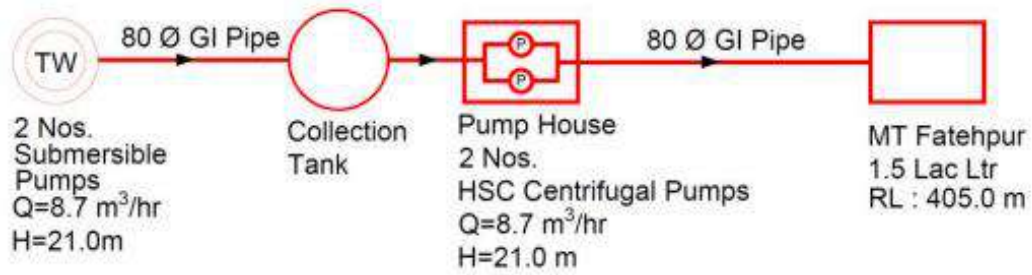 80 Ø GI Pipe
80 Ø GI Pipe
TW
P
P
2 Nos.
Submersible
Pumps
Q=8.7 m³/hr
H=21.0m
Collection
Tank
Pump House
2 Nos.
HSC Centrifugal Pumps
Q=8.7 m³/hr
H=21.0 m
MT Fatehpur
1.5 Lac Ltr
RL : 405.0 m